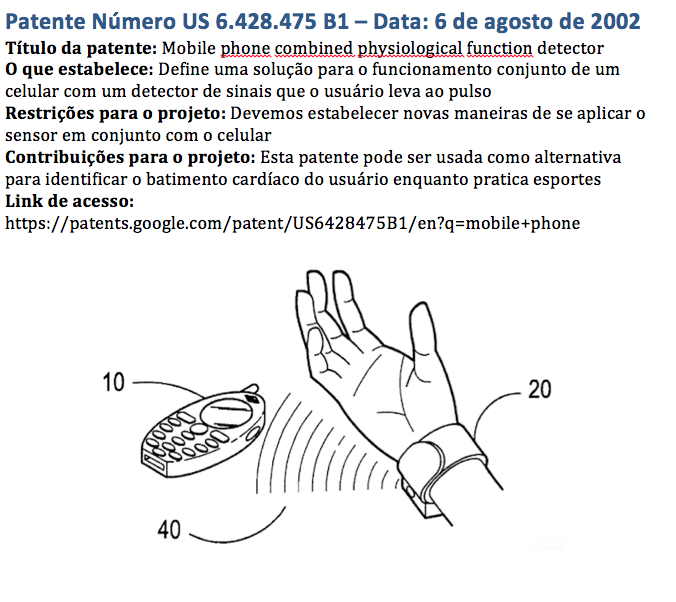 Patente Número US 6.428.475 B1 – Data: 6 de agosto de 2002
Título da patente: Mobile phone combined physiological function detector
O que estabelece: Define uma solução para o funcionamento conjunto de um
celular com um detector de sinais que o usuário leva ao pulso
Restrições para o projeto: Devemos estabelecer novas maneiras de se aplicar o
sensor em conjunto com o celular
Contribuições para o projeto: Esta patente pode ser usada como alternativa
para identificar o batimento cardíaco do usuário enquanto pratica esportes
Link de acesso:
https://patents.google.com/patent/US6428475B1/en?q=mobile+phone
10
20
40